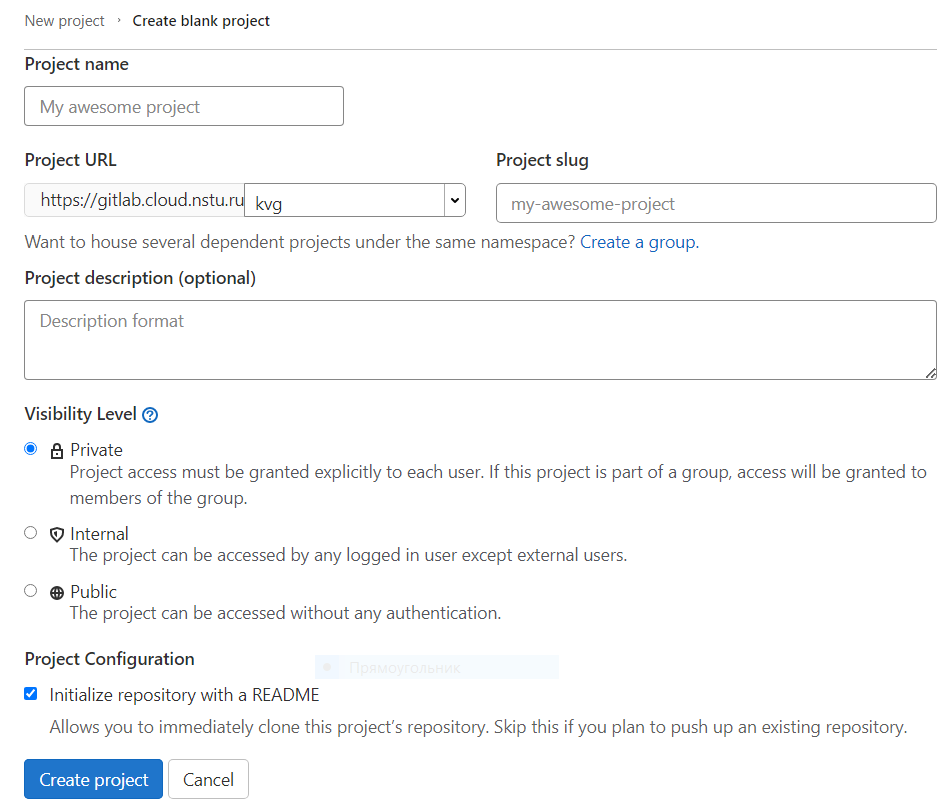 New project › Create blank project
Project name
My awesome project
Project URL
Project slug
https://gitlab.cloud.nstu.ru
kvg
my-awesome-project
Want to house several dependent projects under the same namespace? Create a group.
Project description (optional)
Description format
Visibility Level ?
Private
Project access must be granted explicitly to each user. If this project is part of a group, access will be granted to
members of the group.
Internal
The project can be accessed by any logged in user except external users.
Public
The project can be accessed without any authentication.
Project Configuration
Прямоугольник
Initialize repository with a README
Allows you to immediately clone this project’s repository. Skip this if you plan to push up an existing repository.
Create project
Cancel